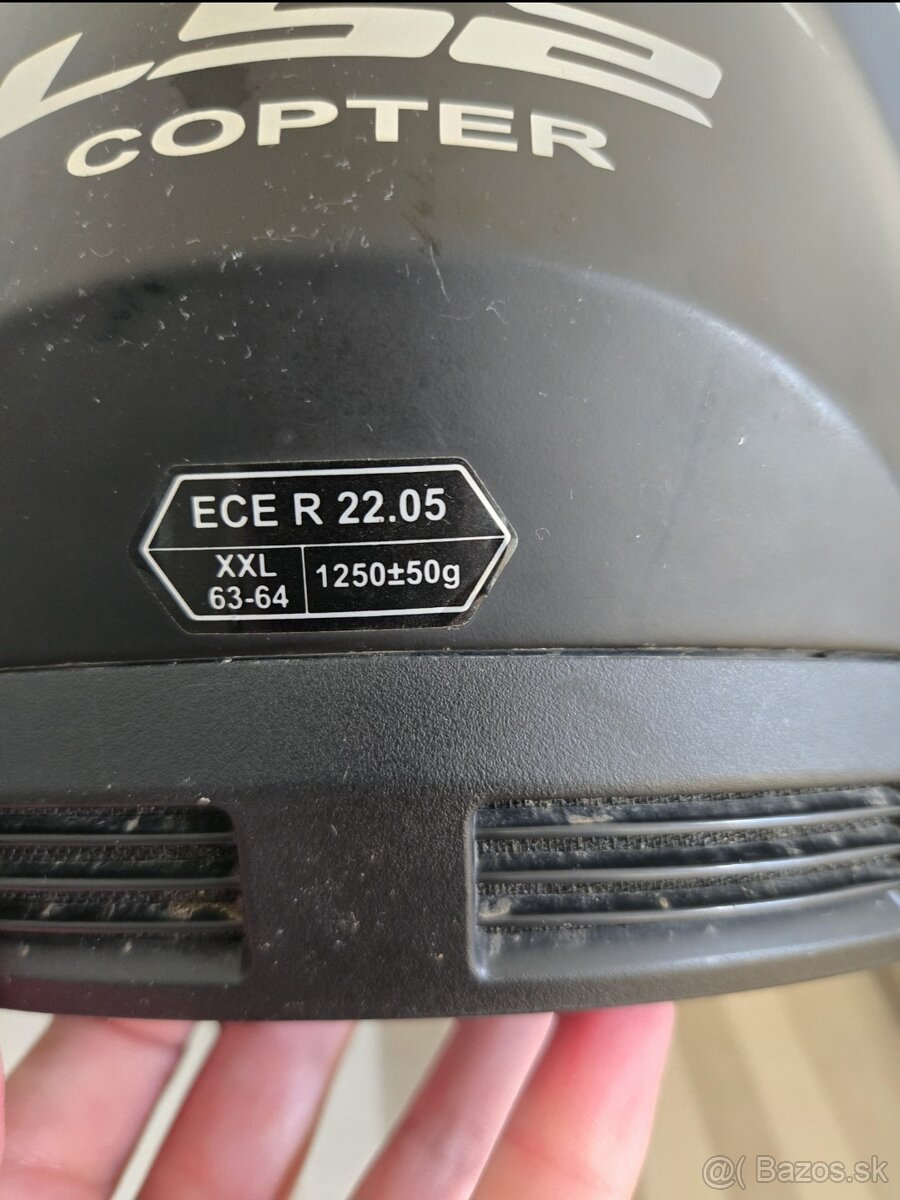 LS2
COPTER
ECE R 22.05
XXL
63-64
1250±50g
@( Bazos.sk